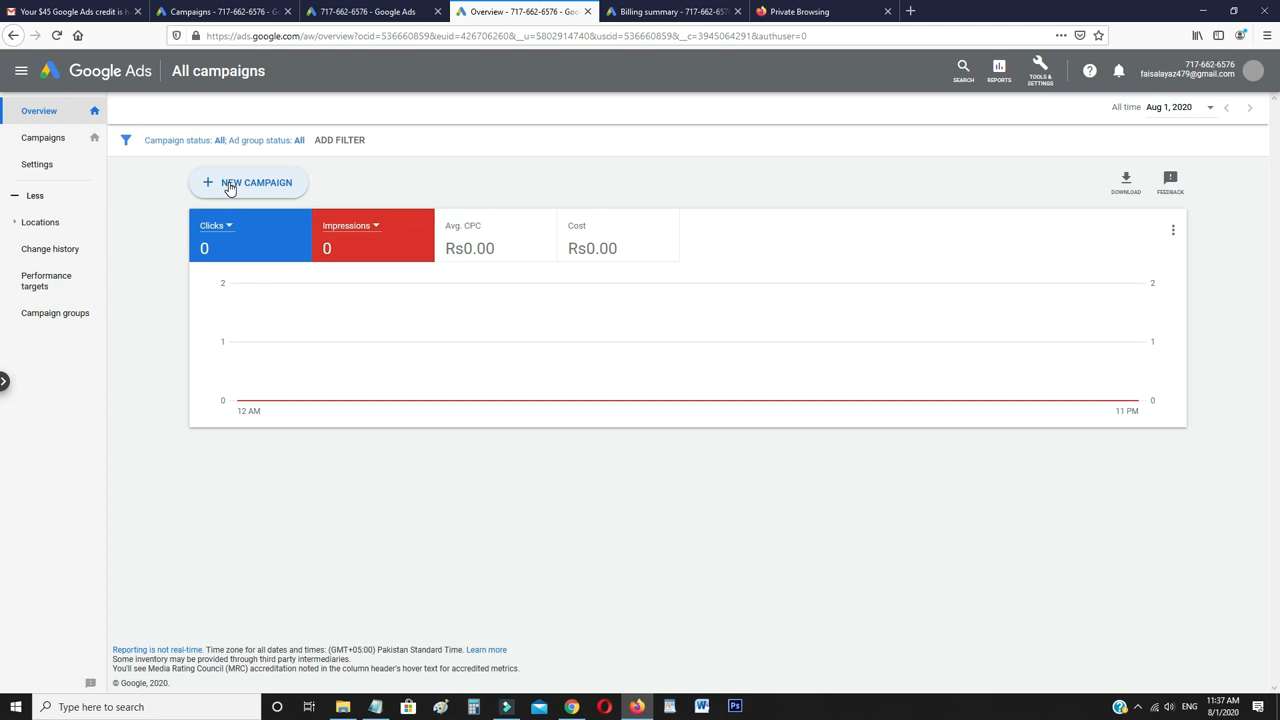 Your $45 Google Ads credit is
Campaigns - 717-662-6576 - Go
717-662-6576 - Google Ads
Overview - 717-662-6576 - Goo
Billing summary - 717-662-657
Private Browsing
https://ads.google.com/aw/overview?ocid=536660859&euid=426706260&__u=5802914740&uscid=536660859&__c=3945064291&authuser=0
Google Ads
All campaigns
SEARCH
REPORTS
TOOLS &
SETTINGS
717-662-6576
faisalayaz479@gmail.com
Overview
Campaigns
Settings
Less
Locations
Change history
Performance
targets
Campaign groups
All time Aug 1, 2020
Campaign status: All; Ad group status: All ADD FILTER
NEW CAMPAIGN
DOWNLOAD
FEEDBACK
Clicks
0
Impressions
0
Avg. CPC
Rs0.00
Cost
Rs0.00
2
2
1
1
0
0
12 AM
11 PM
Reporting is not real-time. Time zone for all dates and times: (GMT+05:00) Pakistan Standard Time. Learn more
Some inventory may be provided through third party intermediaries.
You'll see Media Rating Council (MRC) accreditation noted in the column header's hover text for accredited metrics.
© Google, 2020.
Type here to search
ENG
11:37 AM
8/1/2020